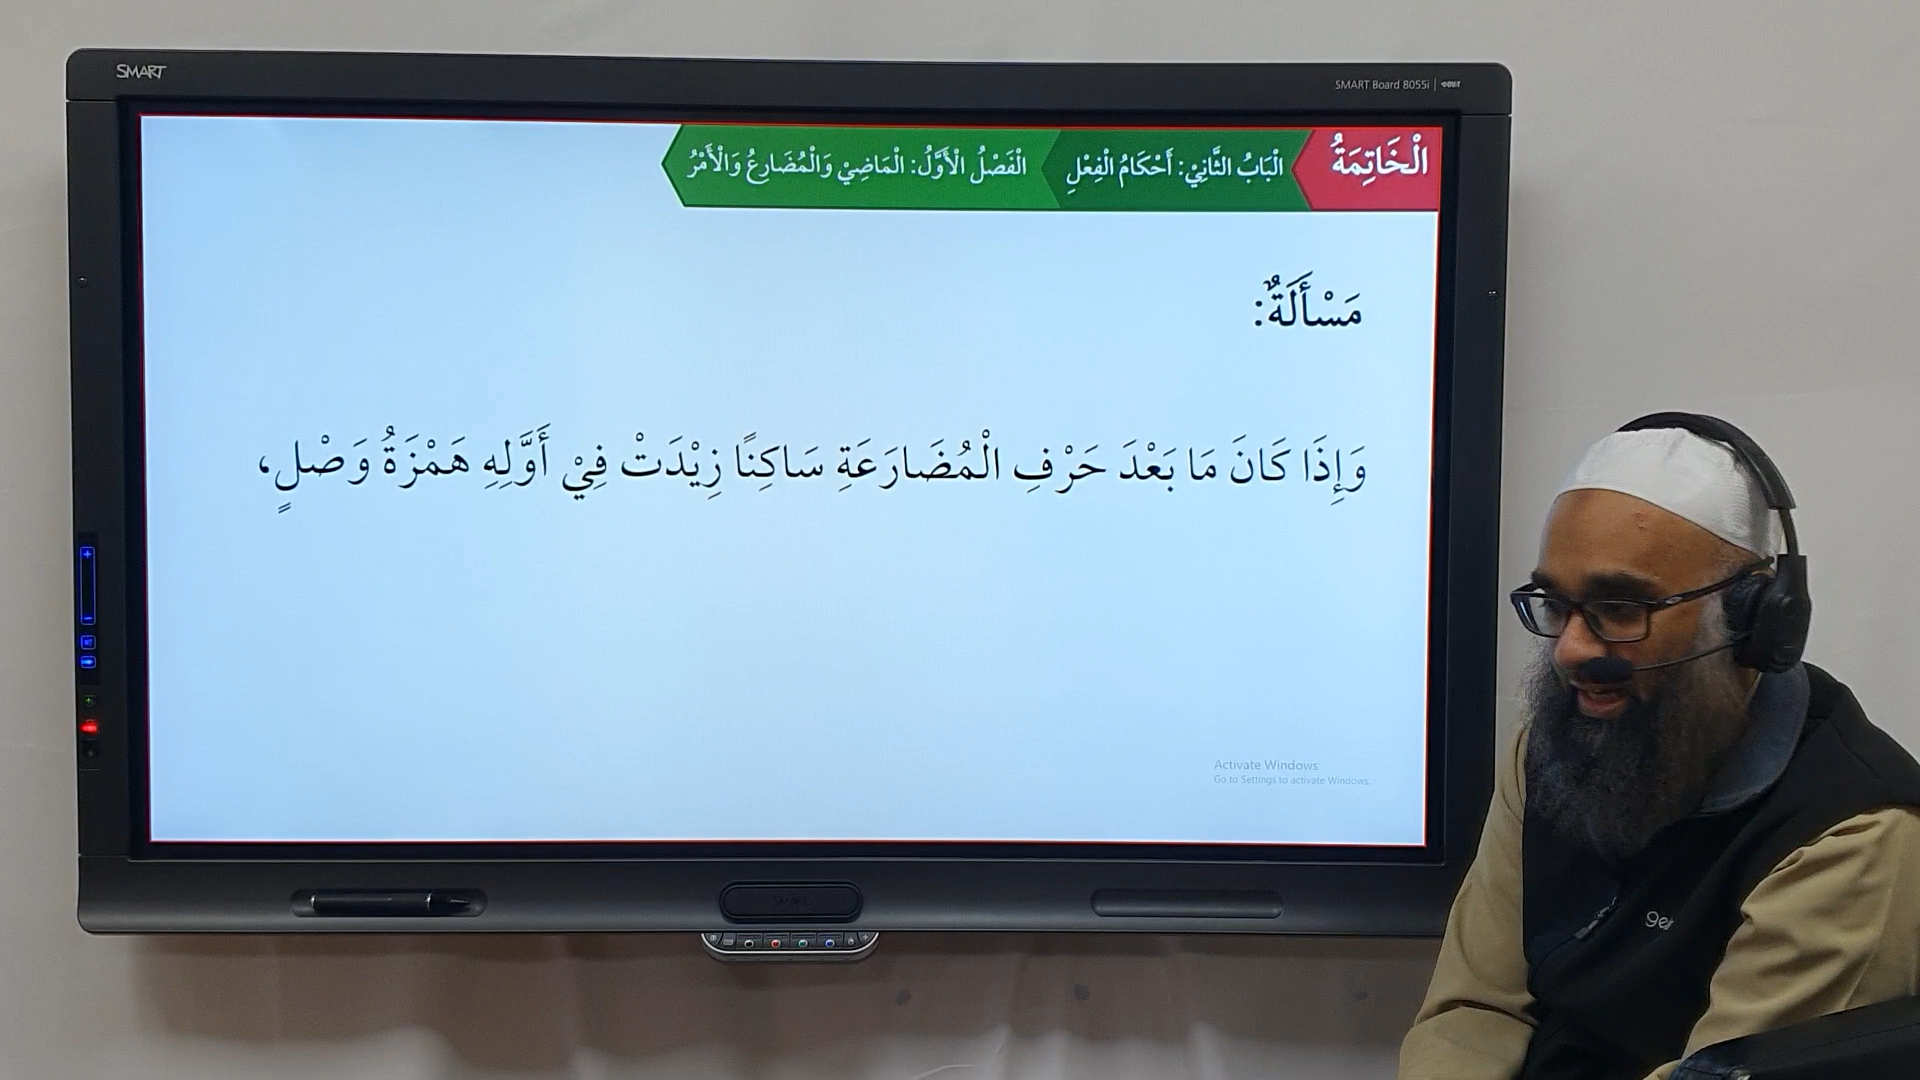 SMART
SMART Board 8055i
الْخَاتِمَةُ
الْبَابُ الثَّانِيْ: أَحْكَامُ الْفِعْلِ
الْفَصْلُ الْأَوَّلُ: الْمَاضِيْ وَالْمُضَارِعُ وَالْأَمْرُ
مَسْأَلَةٌ:
وَإِذَا كَانَ مَا بَعْدَ حَرْفِ الْمُضَارَعَةِ سَاكِنًا زِيْدَتْ فِيْ أَوَّلِهِ هَمْزَةُ وَصْلٍ،
Activate Windows
Go to Settings to activate Windows.